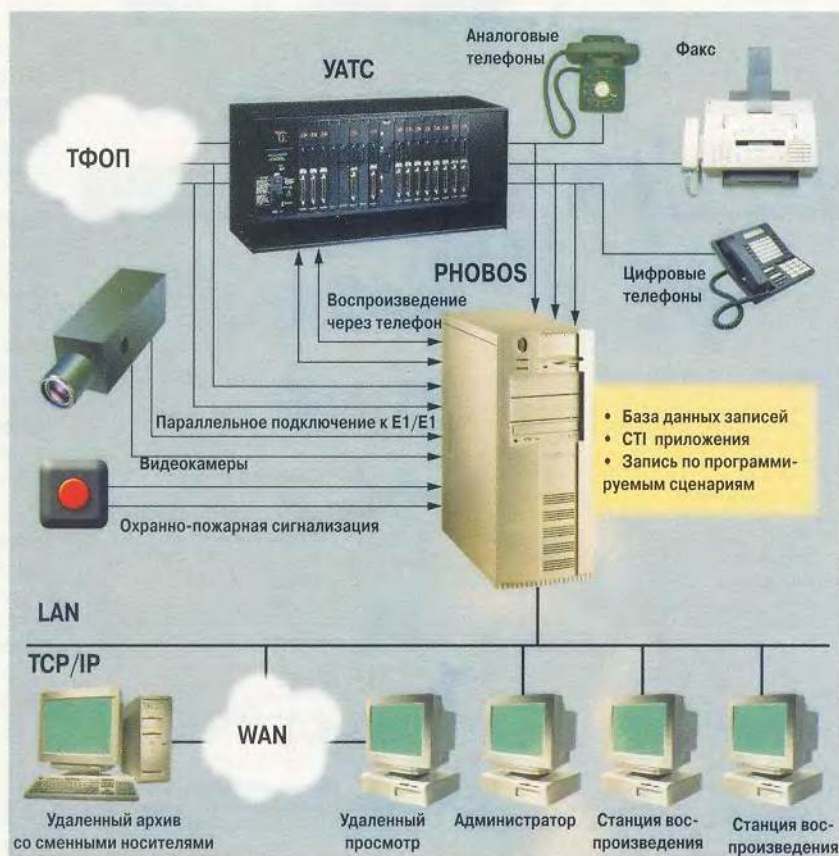 Аналоговые
телефоны
Факс
УАТС
ТФОП
PHOBOS
Цифровые
телефоны
Воспроизведение
через телефон
Параллельное подключение к E1/E1
Видеокамеры
Охранно-пожарная сигнализация
• База данных записей
• CTI приложения
• Запись по программи-
руемым сценариям
LAN
TCP/IP
WAN
Удаленный архив
со сменными носителями
Удаленный
просмотр
Администратор
Станция вос-
произведения
Станция вос-
произведения